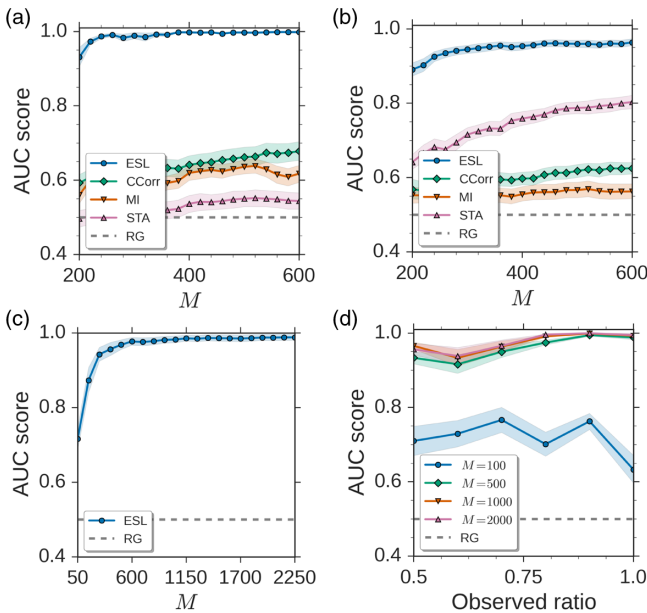 (a)
1.0
0.8
0.6
0.4
AUC score
ESL
CCorr
MI
STA
RG
200
400
600
M
(b)
1.0
0.8
0.6
0.4
AUC score
ESL
CCorr
MI
STA
RG
200
400
600
M
(c)
1.0
0.8
0.6
0.4
AUC score
ESL
RG
50
600
1150
1700
2250
M
(d)
1.0
0.8
0.6
0.4
AUC score
M=100
M=500
M=1000
M=2000
RG
0.5
0.75
1.0
Observed ratio